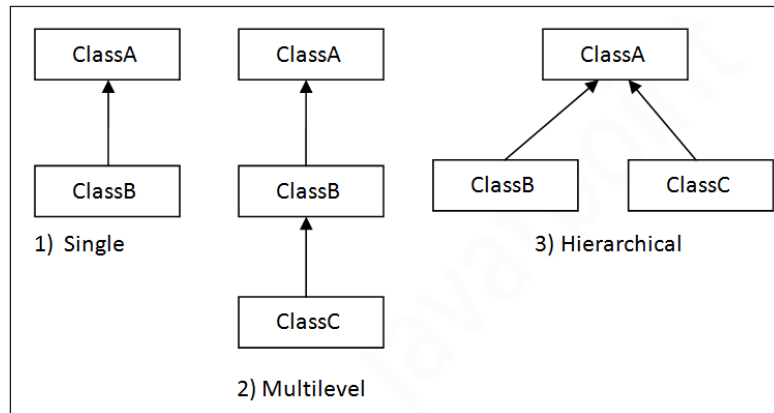 ClassA
ClassB
1) Single
ClassA
ClassB
ClassC
2) Multilevel
ClassA
ClassB
ClassC
3) Hierarchical